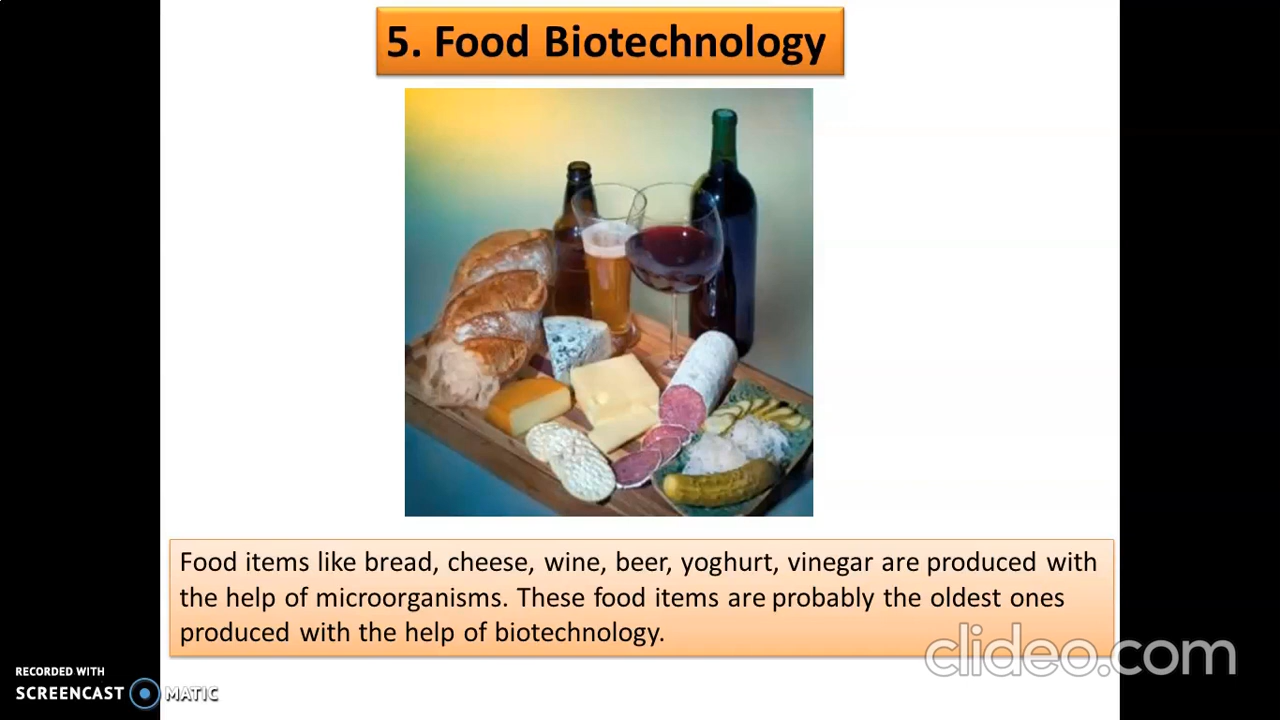 5. Food Biotechnology
Food items like bread, cheese, wine, beer, yoghurt, vinegar are produced with
the help of microorganisms. These food items are probably the oldest ones
produced with the help of biotechnology.
clideo.com
RECORDED WITH
SCREENCAST MATIC